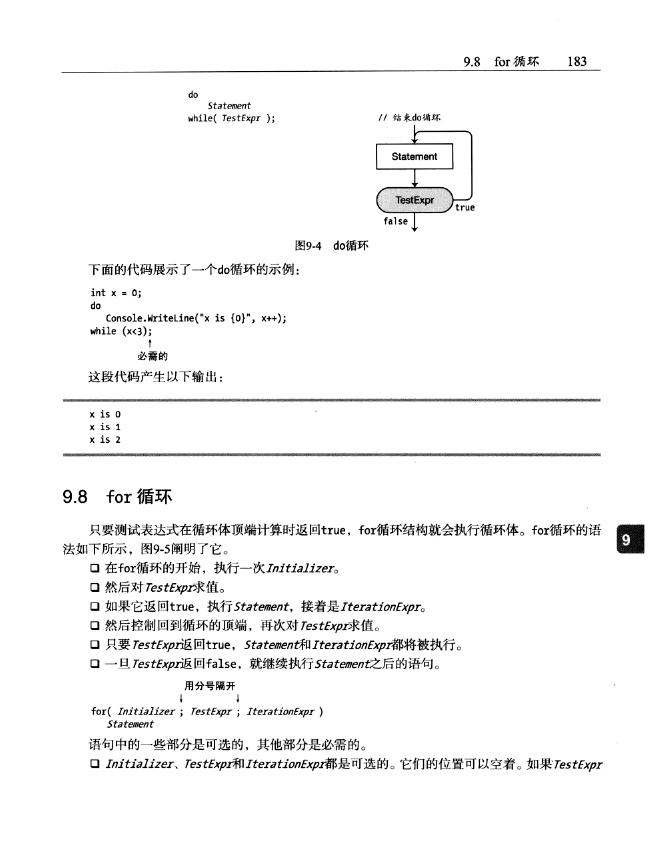 9.8 for 循环 183
do
Statement
while( TestExpr ); // 结束do循环
Statement
TestExpr
true
false
图9-4 do循环
下面的代码展示了一个do循环的示例：
int x = 0;
do
Console.WriteLine("x is {0}", x++);
while (x<3);
↑
必需的
这段代码产生以下输出：
x is 0
x is 1
x is 2
9.8 for 循环
只要测试表达式在循环体顶端计算时返回true，for循环结构就会执行循环体。for循环的语
法如下所示，图9-5阐明了它。
9
❑ 在for循环的开始，执行一次Initializer。
❑ 然后对TestExpr求值。
❑ 如果它返回true，执行Statement，接着是IterationExpr。
❑ 然后控制回到循环的顶端，再次对TestExpr求值。
❑ 只要TestExpr返回true，Statement和IterationExpr都将被执行。
❑ 一旦TestExpr返回false，就继续执行Statement之后的语句。
用分号隔开
↓ ↓
for( Initializer ; TestExpr ; IterationExpr )
Statement
语句中的一些部分是可选的，其他部分是必需的。
❑ Initializer、TestExpr和IterationExpr都是可选的。它们的位置可以空着。如果TestExpr